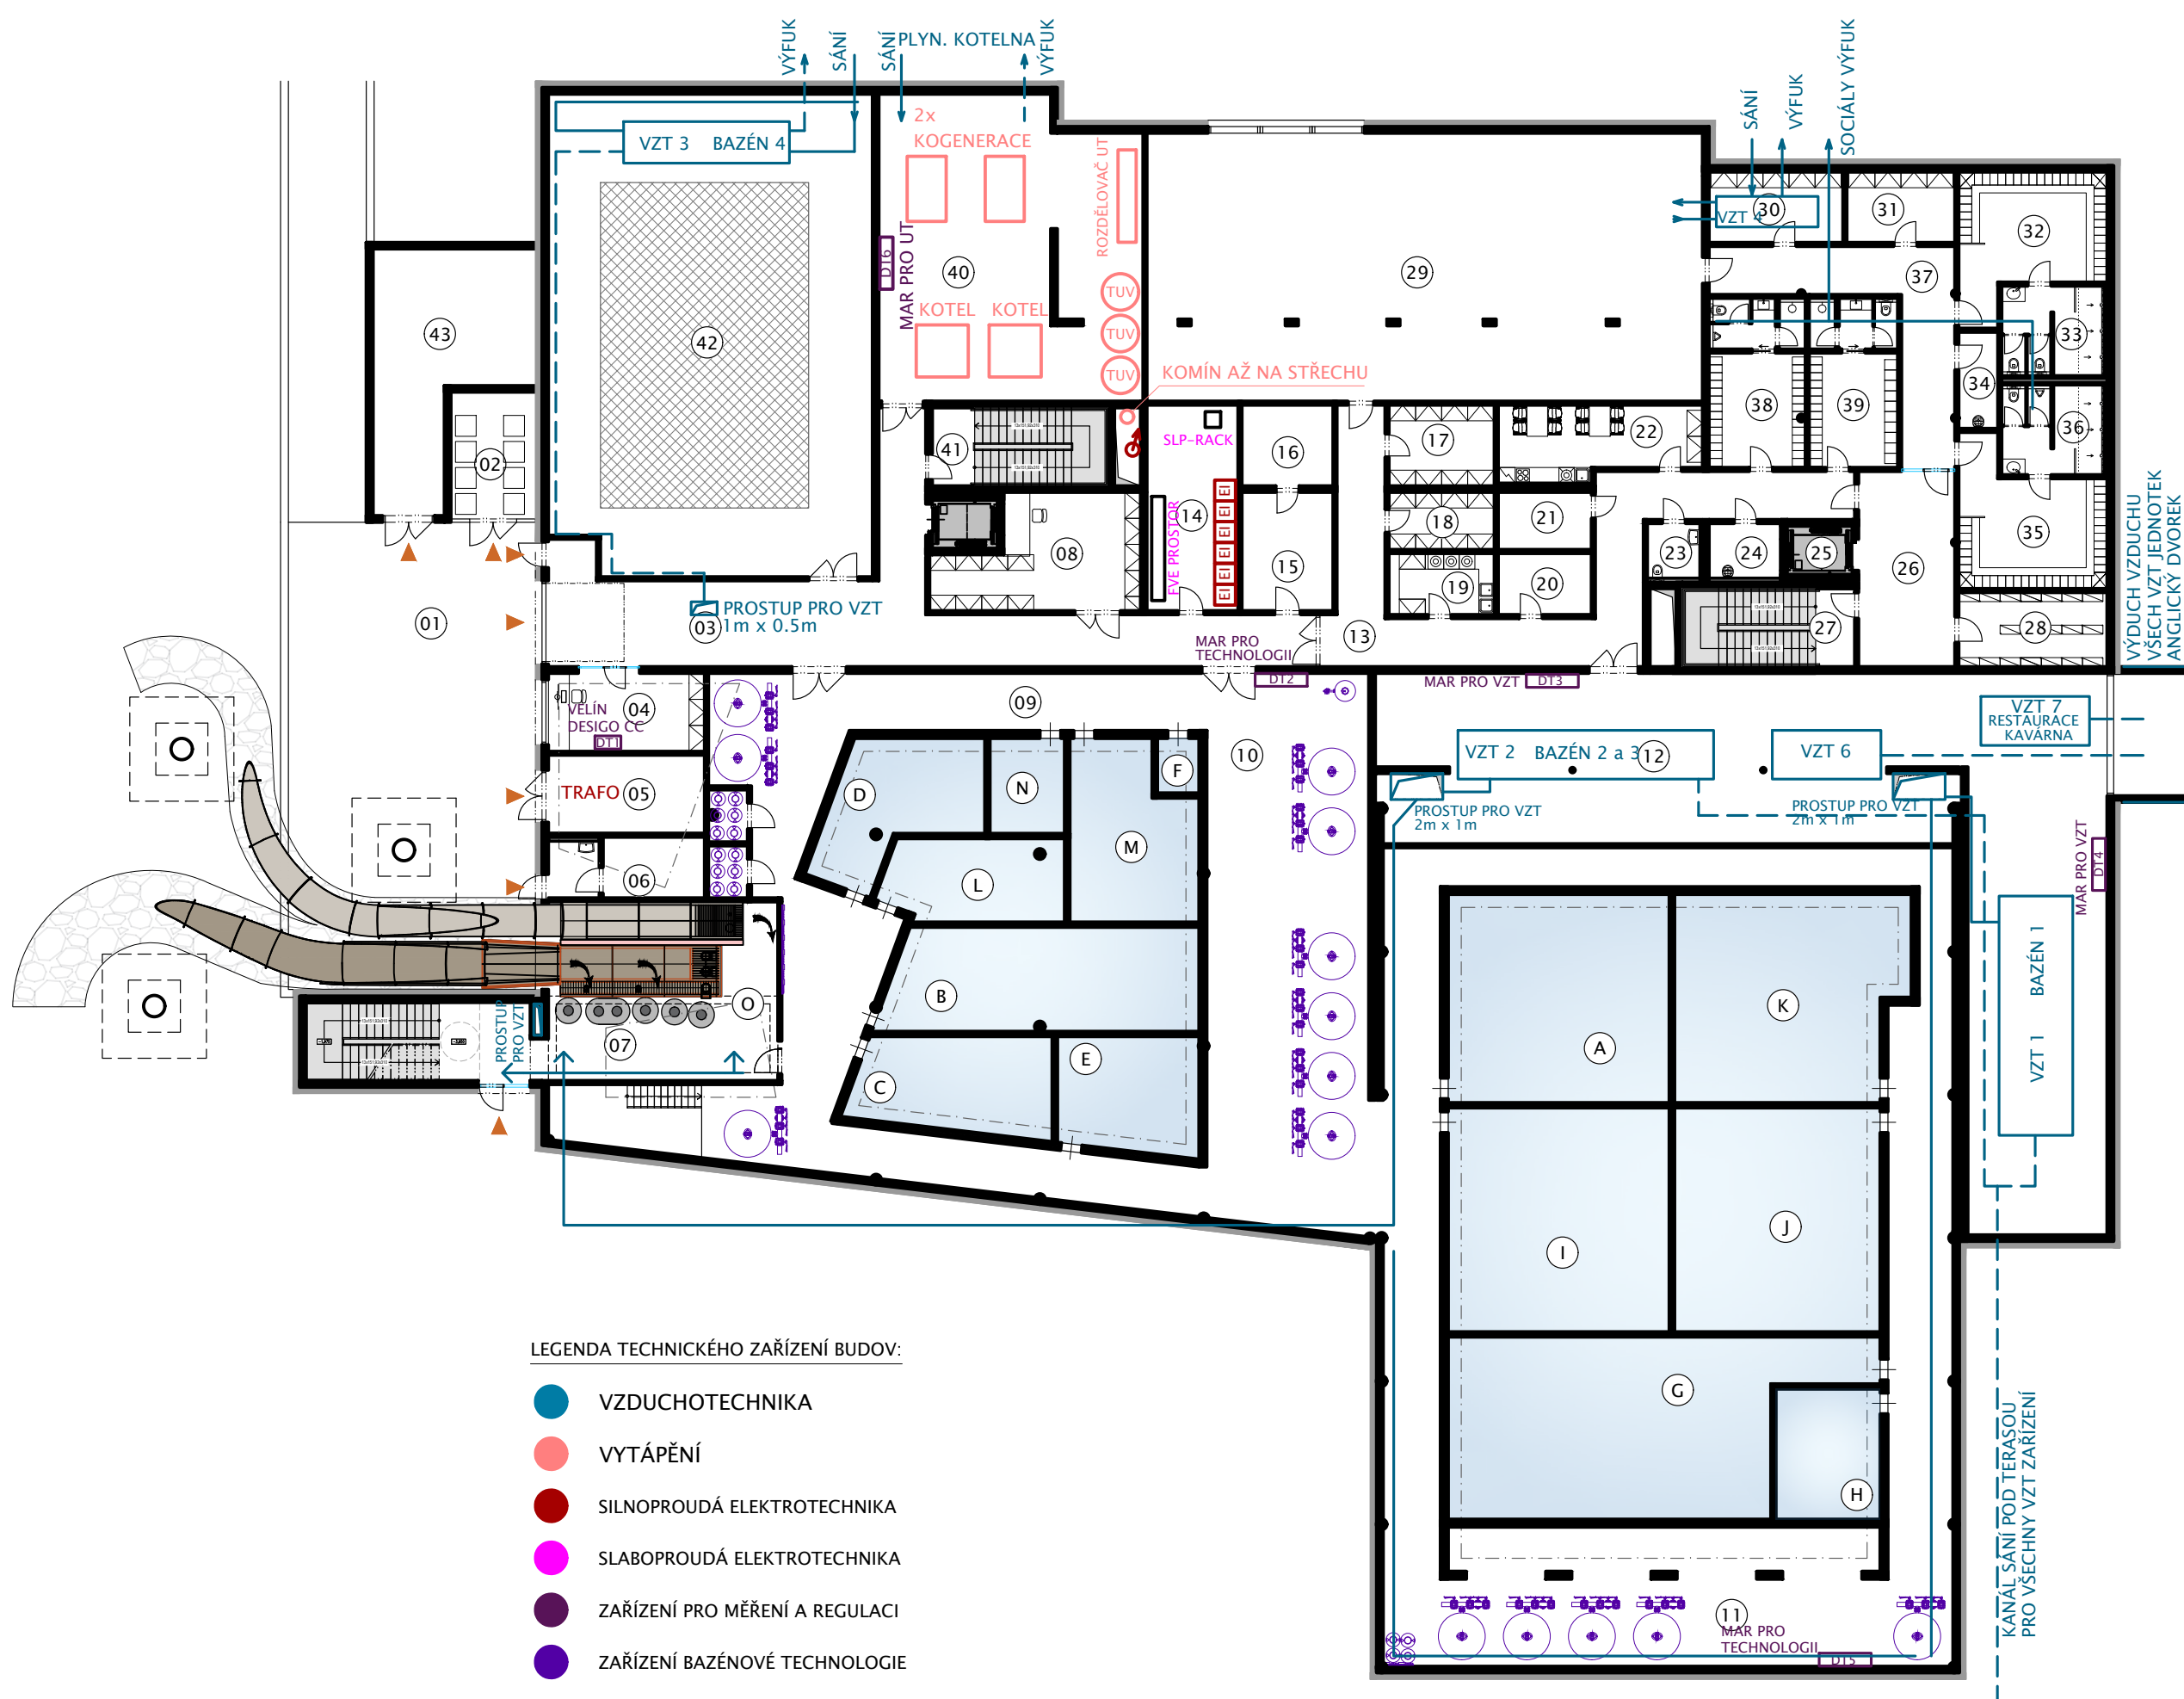 VÝFUK
SÁNÍ
SÁNÍ
PLYN. KOTELNA
VÝFUK
SÁNÍ
VÝFUK
SOCIÁLY VÝFUK
VZT 3 BAZÉN 4
2x
KOGENERACE
ROZDĚLOVAČ UT
DT6
MAR PRO UT
40
KOTEL
KOTEL
TUV
TUV
TUV
KOMÍN AŽ NA STŘECHU
29
VZT 4
30
31
32
37
33
34
36
35
38
39
43
42
02
41
08
SLP-RACK
14
FVE PROSTOR
EI
EI
EI
EI
EI
EI
16
15
17
18
19
22
21
20
23
24
25
26
27
28
VÝDUCH VZDUCHU
VŠECH VZT JEDNOTEK
ANGLICKÝ DVOREK
01
03
PROSTUP PRO VZT
1m x 0.5m
13
MAR PRO
TECHNOLOGII
DT2
MAR PRO VZT
DT3
VELÍN
DESIGO CC
DT1
04
TRAFO
05
06
09
10
VZT 2 BAZÉN 2 a 3
12
VZT 6
VZT 7
RESTAURACE
KAVÁRNA
PROSTUP PRO VZT
2m x 1m
PROSTUP PRO VZT
2m x 1m
MAR PRO VZT
DT4
D
N
F
M
L
B
C
E
O
07
PROSTUP
PRO VZT
A
K
I
J
G
H
VZT 1 BAZÉN 1
KANÁL SÁNÍ POD TERASOU
PRO VŠECHNY VZT ZAŘÍZENÍ
11
MAR PRO
TECHNOLOGII
DT5
LEGENDA TECHNICKÉHO ZAŘÍZENÍ BUDOV:
VZDUCHOTECHNIKA
VYTÁPĚNÍ
SILNOPROUDÁ ELEKTROTECHNIKA
SLABOPROUDÁ ELEKTROTECHNIKA
ZAŘÍZENÍ PRO MĚŘENÍ A REGULACI
ZAŘÍZENÍ BAZÉNOVÉ TECHNOLOGIE